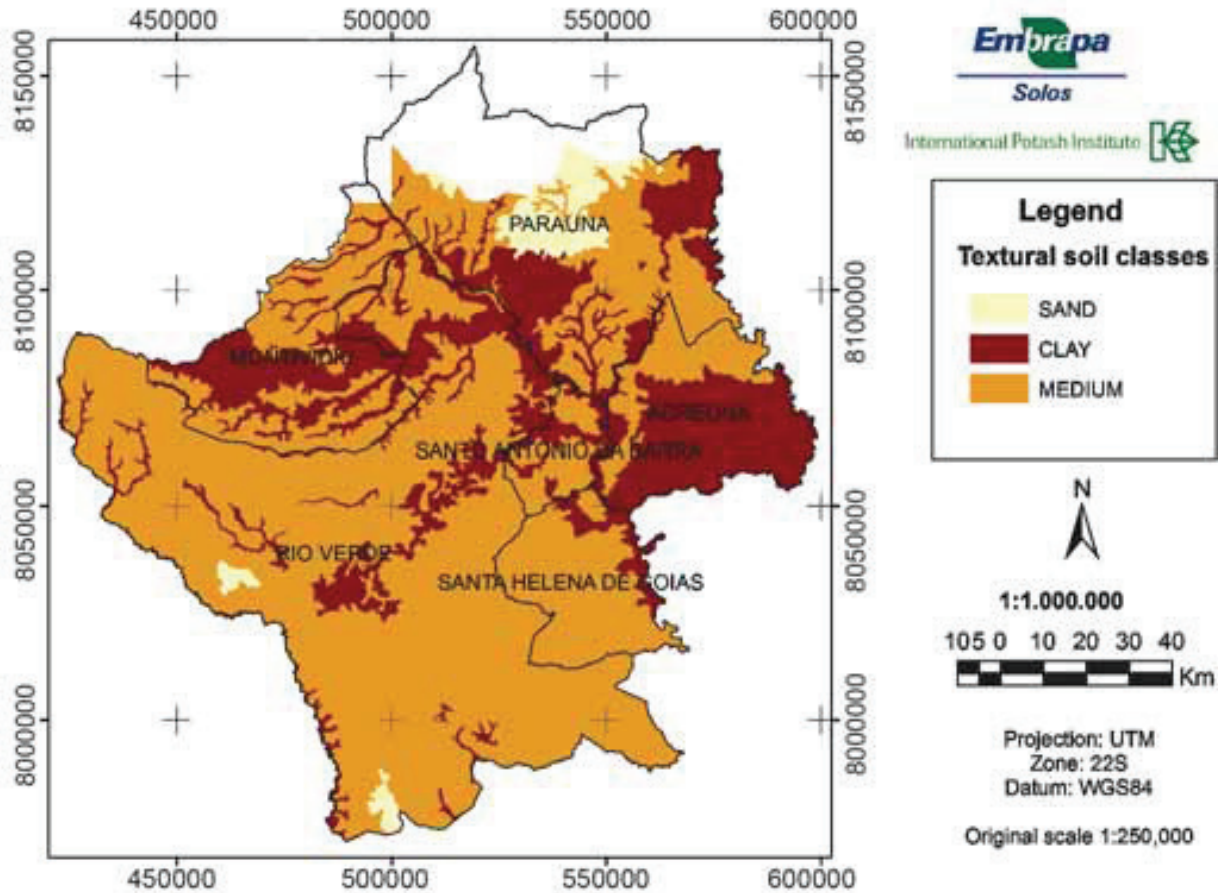 450000 500000 550000 600000
8150000
8100000
8050000
8000000
PARAUNA
ACREUNA
SANTO ANTONIO DA BARRA
RIO VERDE
SANTA HELENA DE GOIAS
8150000
8100000
8050000
8000000
450000 500000 550000 600000
Embrapa
Solos
International Potash Institute
Legend
Textural soil classes
SAND
CLAY
MEDIUM
N
1:1.000.000
105 0 10 20 30 40
Km
Projection: UTM
Zone: 22S
Datum: WGS84
Original scale 1:250,000